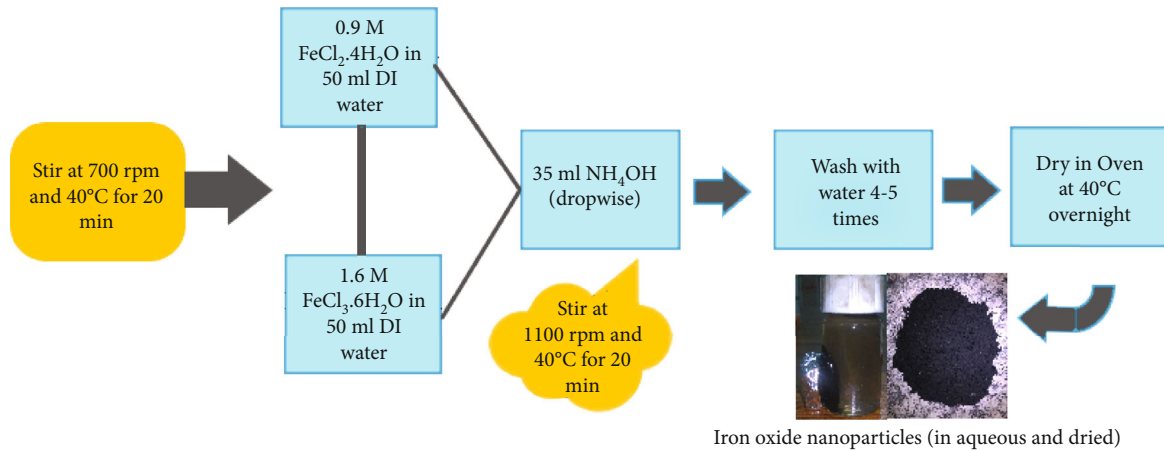 Stir at 700 rpm
and 40°C for 20
min
0.9 M
FeCl₂.4H₂O in
50 ml DI
water
1.6 M
FeCl₃.6H₂O in
50 ml DI
water
35 ml NH₄OH
(dropwise)
Stir at
1100 rpm and
40°C for 20
min
Wash with
water 4-5
times
Dry in Oven
at 40°C
overnight
Iron oxide nanoparticles (in aqueous and dried)